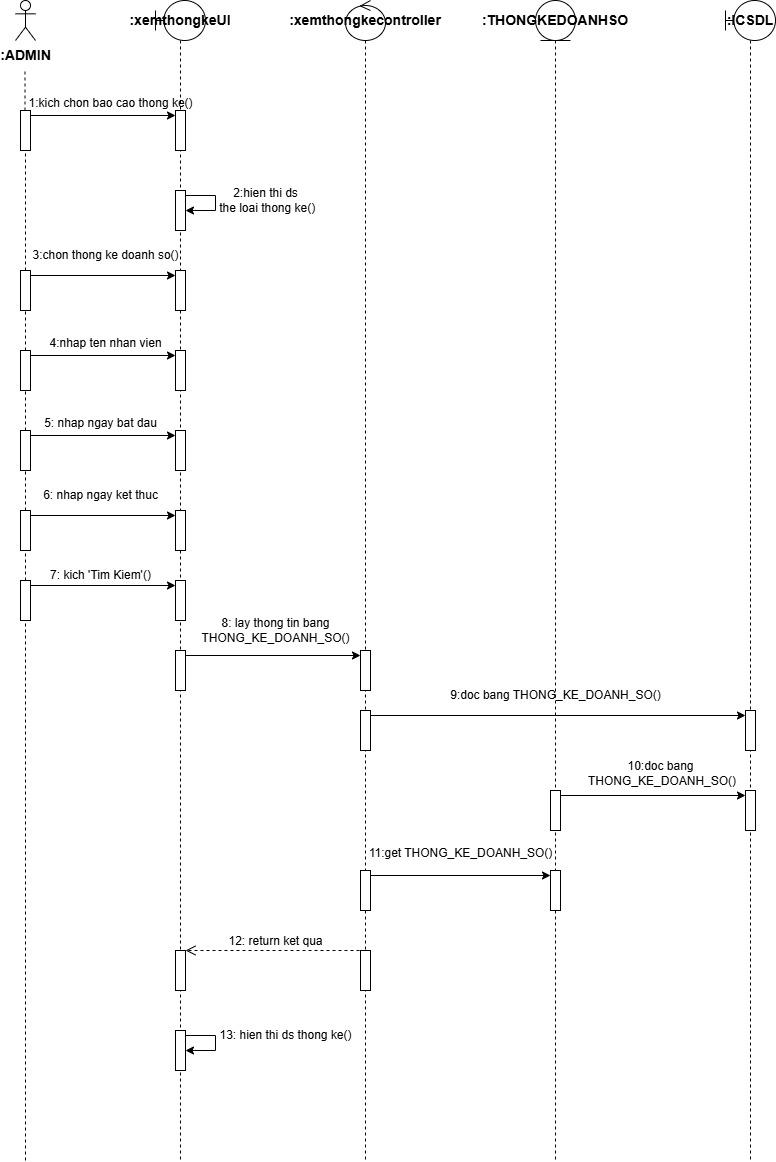 :xemthongkeUI
:xemthongkecontroller
:THONGKEDOANHSO
:ICSDL
:ADMIN
1:kich chon bao cao thong ke()
2:hien thi ds
the loai thong ke()
3:chon thong ke doanh so()
4:nhap ten nhan vien
5: nhap ngay bat dau
6: nhap ngay ket thuc
7: kich 'Tim Kiem'()
8: lay thong tin bang
THONG_KE_DOANH_SO()
9:doc bang THONG_KE_DOANH_SO()
10:doc bang
THONG_KE_DOANH_SO()
11:get THONG_KE_DOANH_SO()
12: return ket qua
13: hien thi ds thong ke()